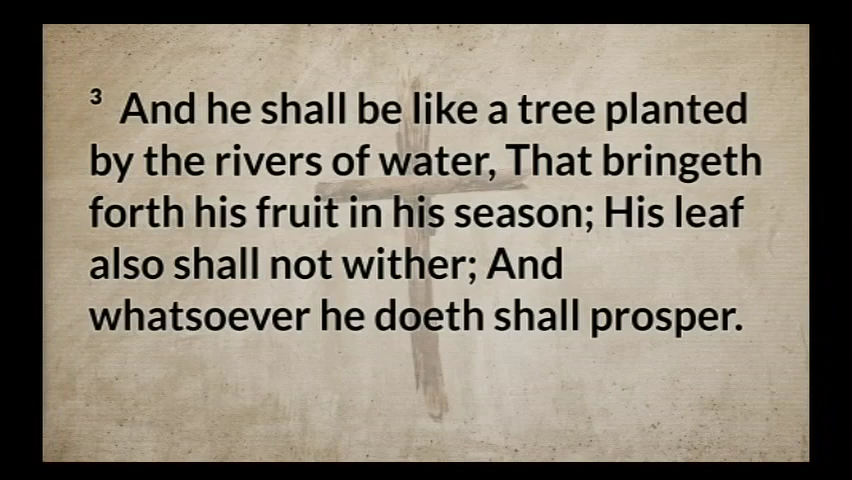 3 And he shall be like a tree planted
by the rivers of water, That bringeth
forth his fruit in his season; His leaf
also shall not wither; And
whatsoever he doeth shall prosper.